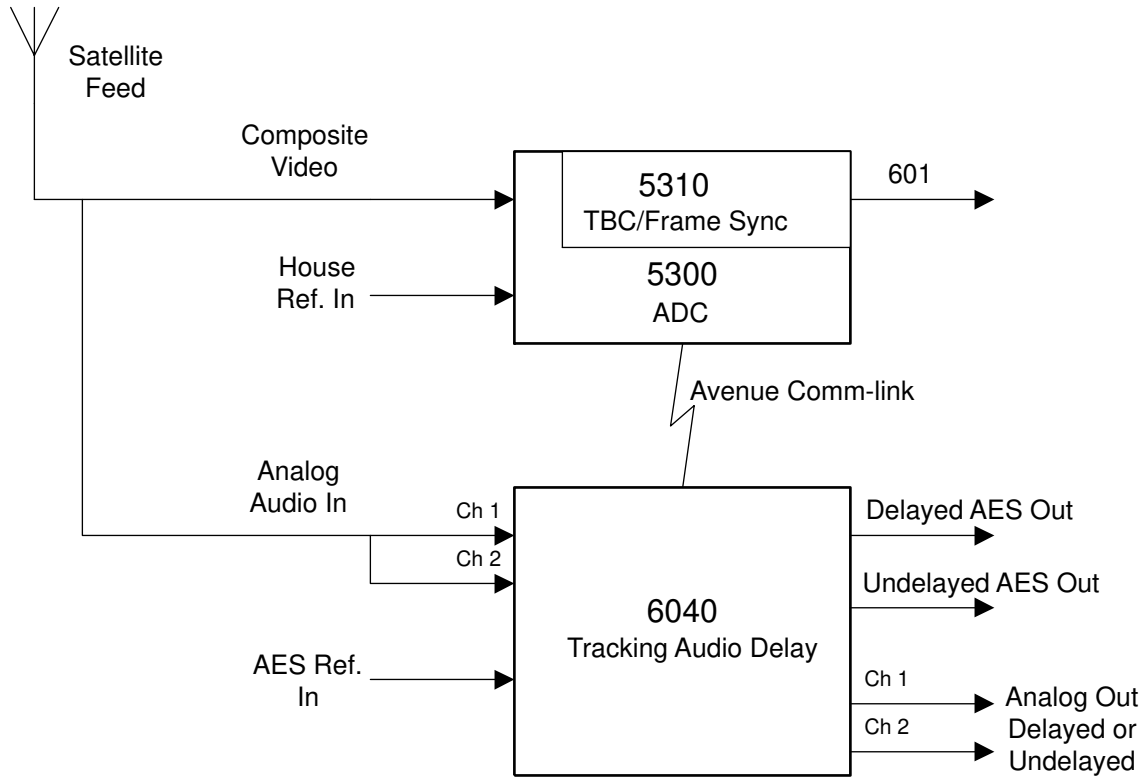 Satellite
Feed
Composite
Video
5310
TBC/Frame Sync
601
House
Ref. In
5300
ADC
Avenue Comm-link
Analog
Audio In
Ch 1
Ch 2
Delayed AES Out
Undelayed AES Out
6040
Tracking Audio Delay
AES Ref.
In
Ch 1
Ch 2
Analog Out
Delayed or
Undelayed